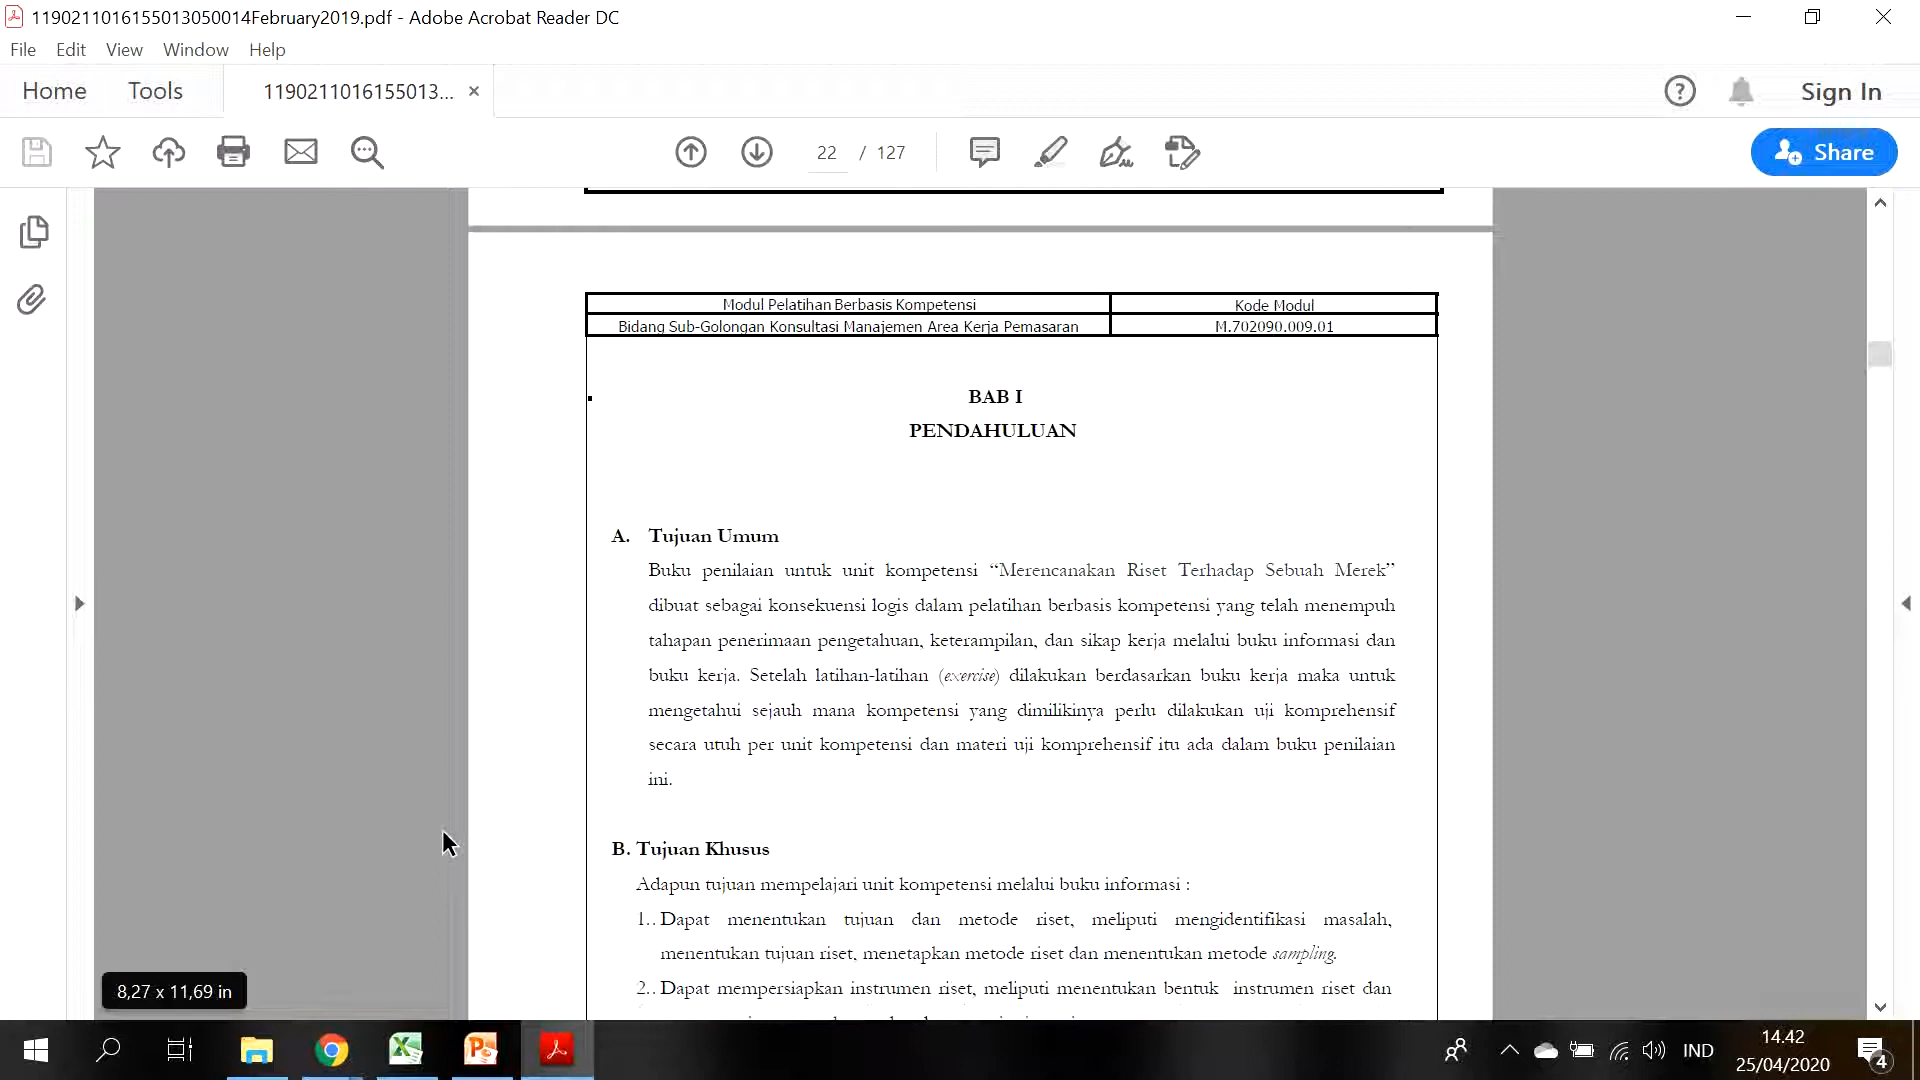 1190211016155013050014February2019.pdf - Adobe Acrobat Reader DC
File Edit View Window Help
Home Tools 1190211016155013... ×
Sign In
22 / 127
Share
Modul Pelatihan Berbasis Kompetensi Kode Modul
Bidang Sub-Golongan Konsultasi Manajemen Area Kerja Pemasaran M.702090.009.01
BAB I
PENDAHULUAN
A. Tujuan Umum
Buku penilaian untuk unit kompetensi “Merencanakan Riset Terhadap Sebuah Merek”
dibuat sebagai konsekuensi logis dalam pelatihan berbasis kompetensi yang telah menempuh
tahapan penerimaan pengetahuan, keterampilan, dan sikap kerja melalui buku informasi dan
buku kerja. Setelah latihan-latihan (exercise) dilakukan berdasarkan buku kerja maka untuk
mengetahui sejauh mana kompetensi yang dimilikinya perlu dilakukan uji komprehensif
secara utuh per unit kompetensi dan materi uji komprehensif itu ada dalam buku penilaian
ini.
B. Tujuan Khusus
Adapun tujuan mempelajari unit kompetensi melalui buku informasi :
1.. Dapat menentukan tujuan dan metode riset, meliputi mengidentifikasi masalah,
menentukan tujuan riset, menetapkan metode riset dan menentukan metode sampling.
2.. Dapat mempersiapkan instrumen riset, meliputi menentukan bentuk instrumen riset dan
8,27 x 11,69 in
IND
14.42
25/04/2020
4